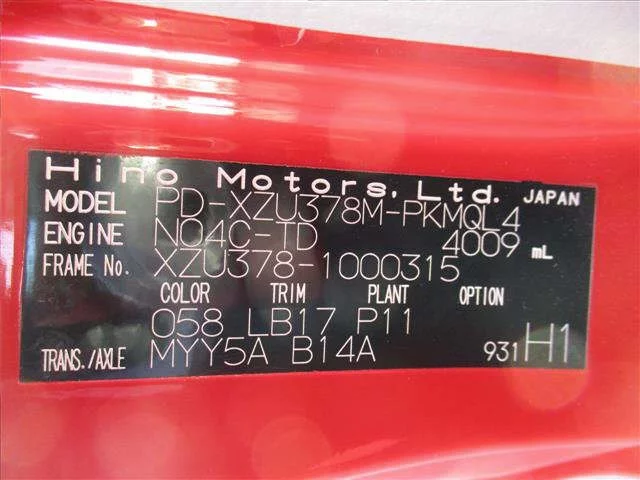 Hino Motors, Ltd. JAPAN
MODEL PD-XZU378M-PKMQL4
ENGINE N04C-TD 4009 mL
FRAME No. XZU378-1000315
COLOR TRIM PLANT OPTION
058 LB17 P11
TRANS./AXLE MYY5A B14A 931 H1